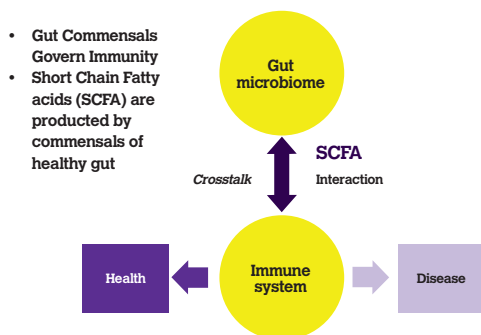 • Gut Commensals
Govern Immunity
• Short Chain Fatty
acids (SCFA) are
producted by
commensals of
healthy gut
Gut
microbiome
SCFA
Crosstalk
Interaction
Health
Immune
system
Disease